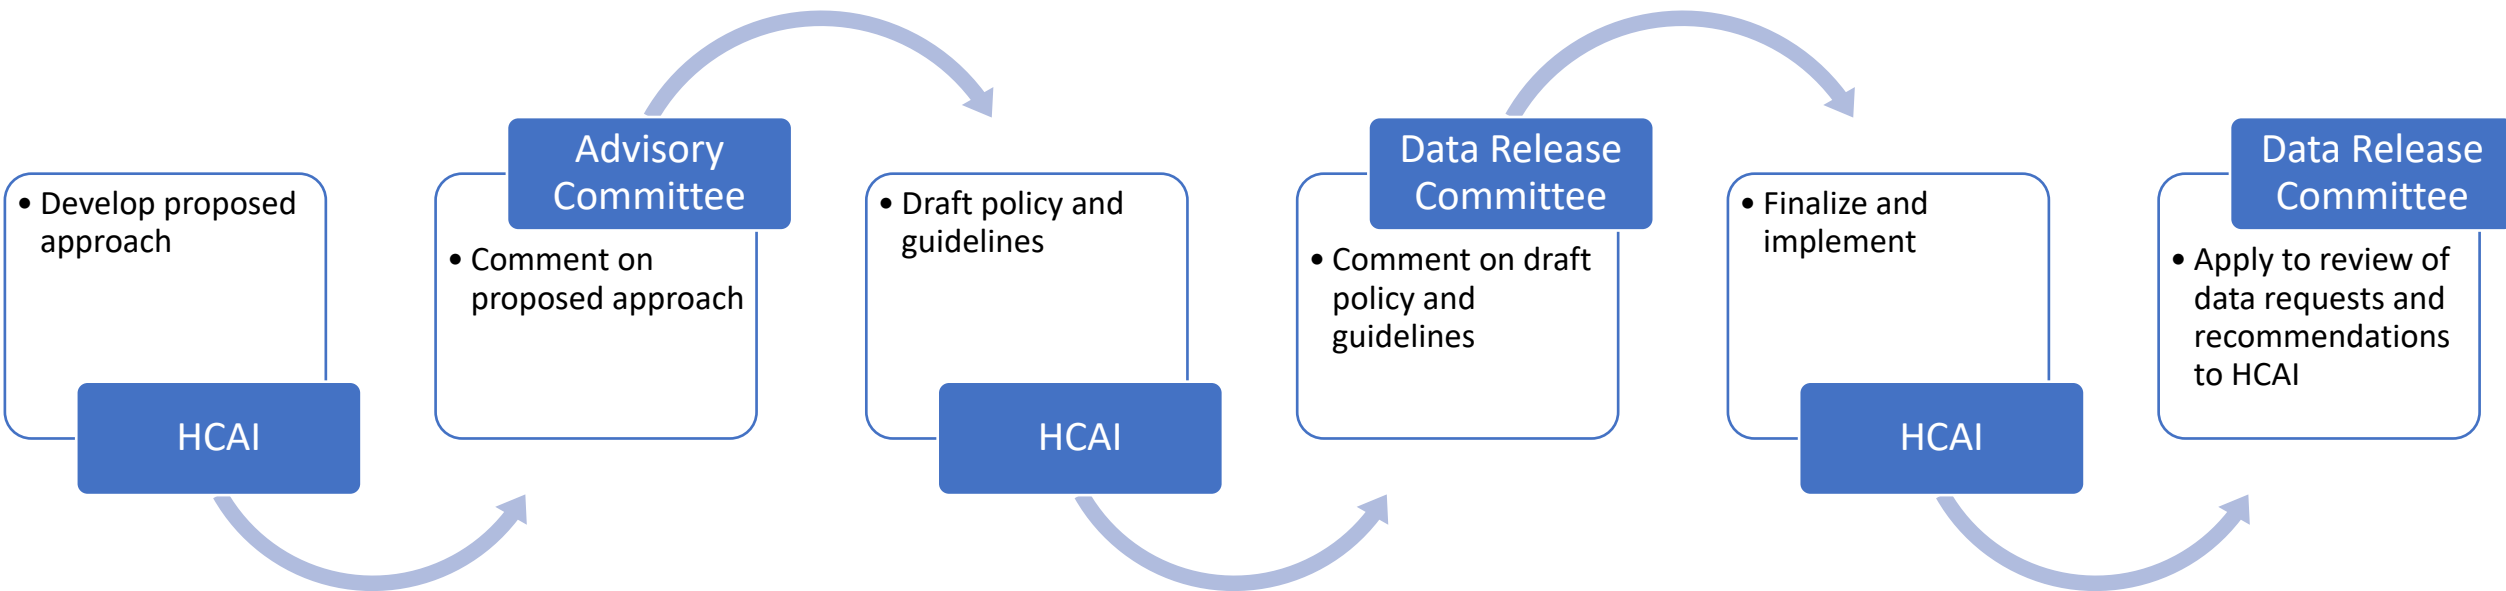 • Develop proposed
approach
HCAI
Advisory
Committee
• Comment on
proposed approach
• Draft policy and
guidelines
HCAI
Data Release
Committee
• Comment on draft
policy and
guidelines
• Finalize and
implement
HCAI
Data Release
Committee
• Apply to review of
data requests and
recommendations
to HCAI